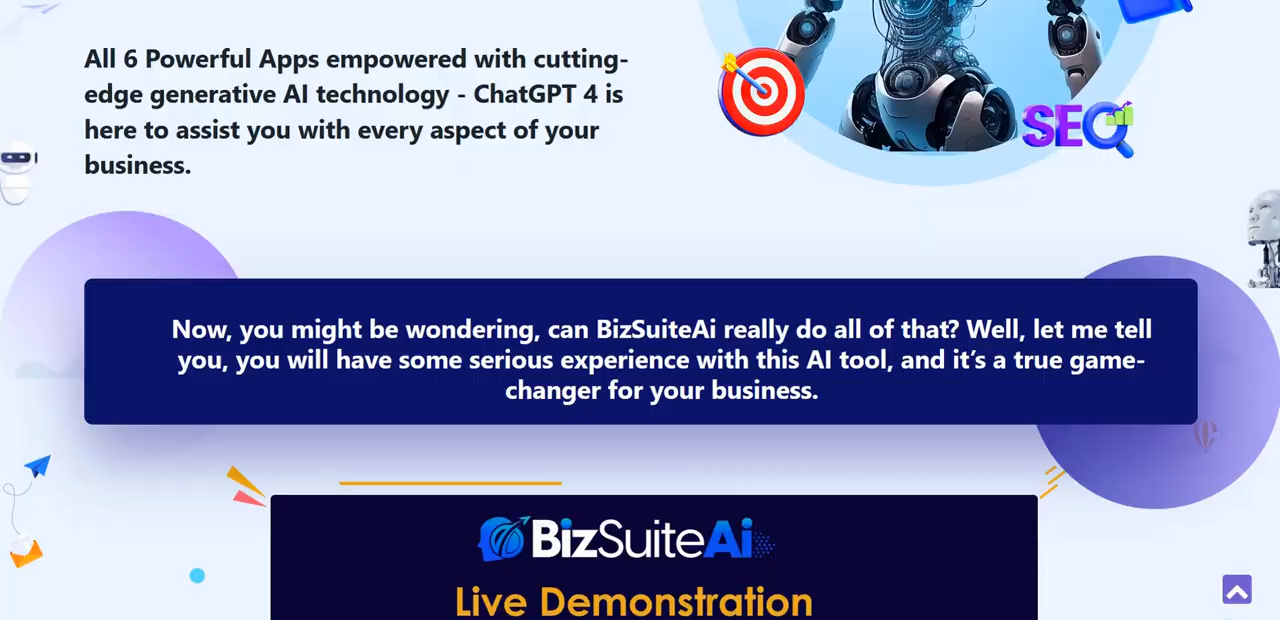 All 6 Powerful Apps empowered with cutting-
edge generative AI technology - ChatGPT 4 is
here to assist you with every aspect of your
business.
SEO
Now, you might be wondering, can BizSuiteAi really do all of that? Well, let me tell
you, you will have some serious experience with this AI tool, and it’s a true game-
changer for your business.
BizSuiteAi
Live Demonstration